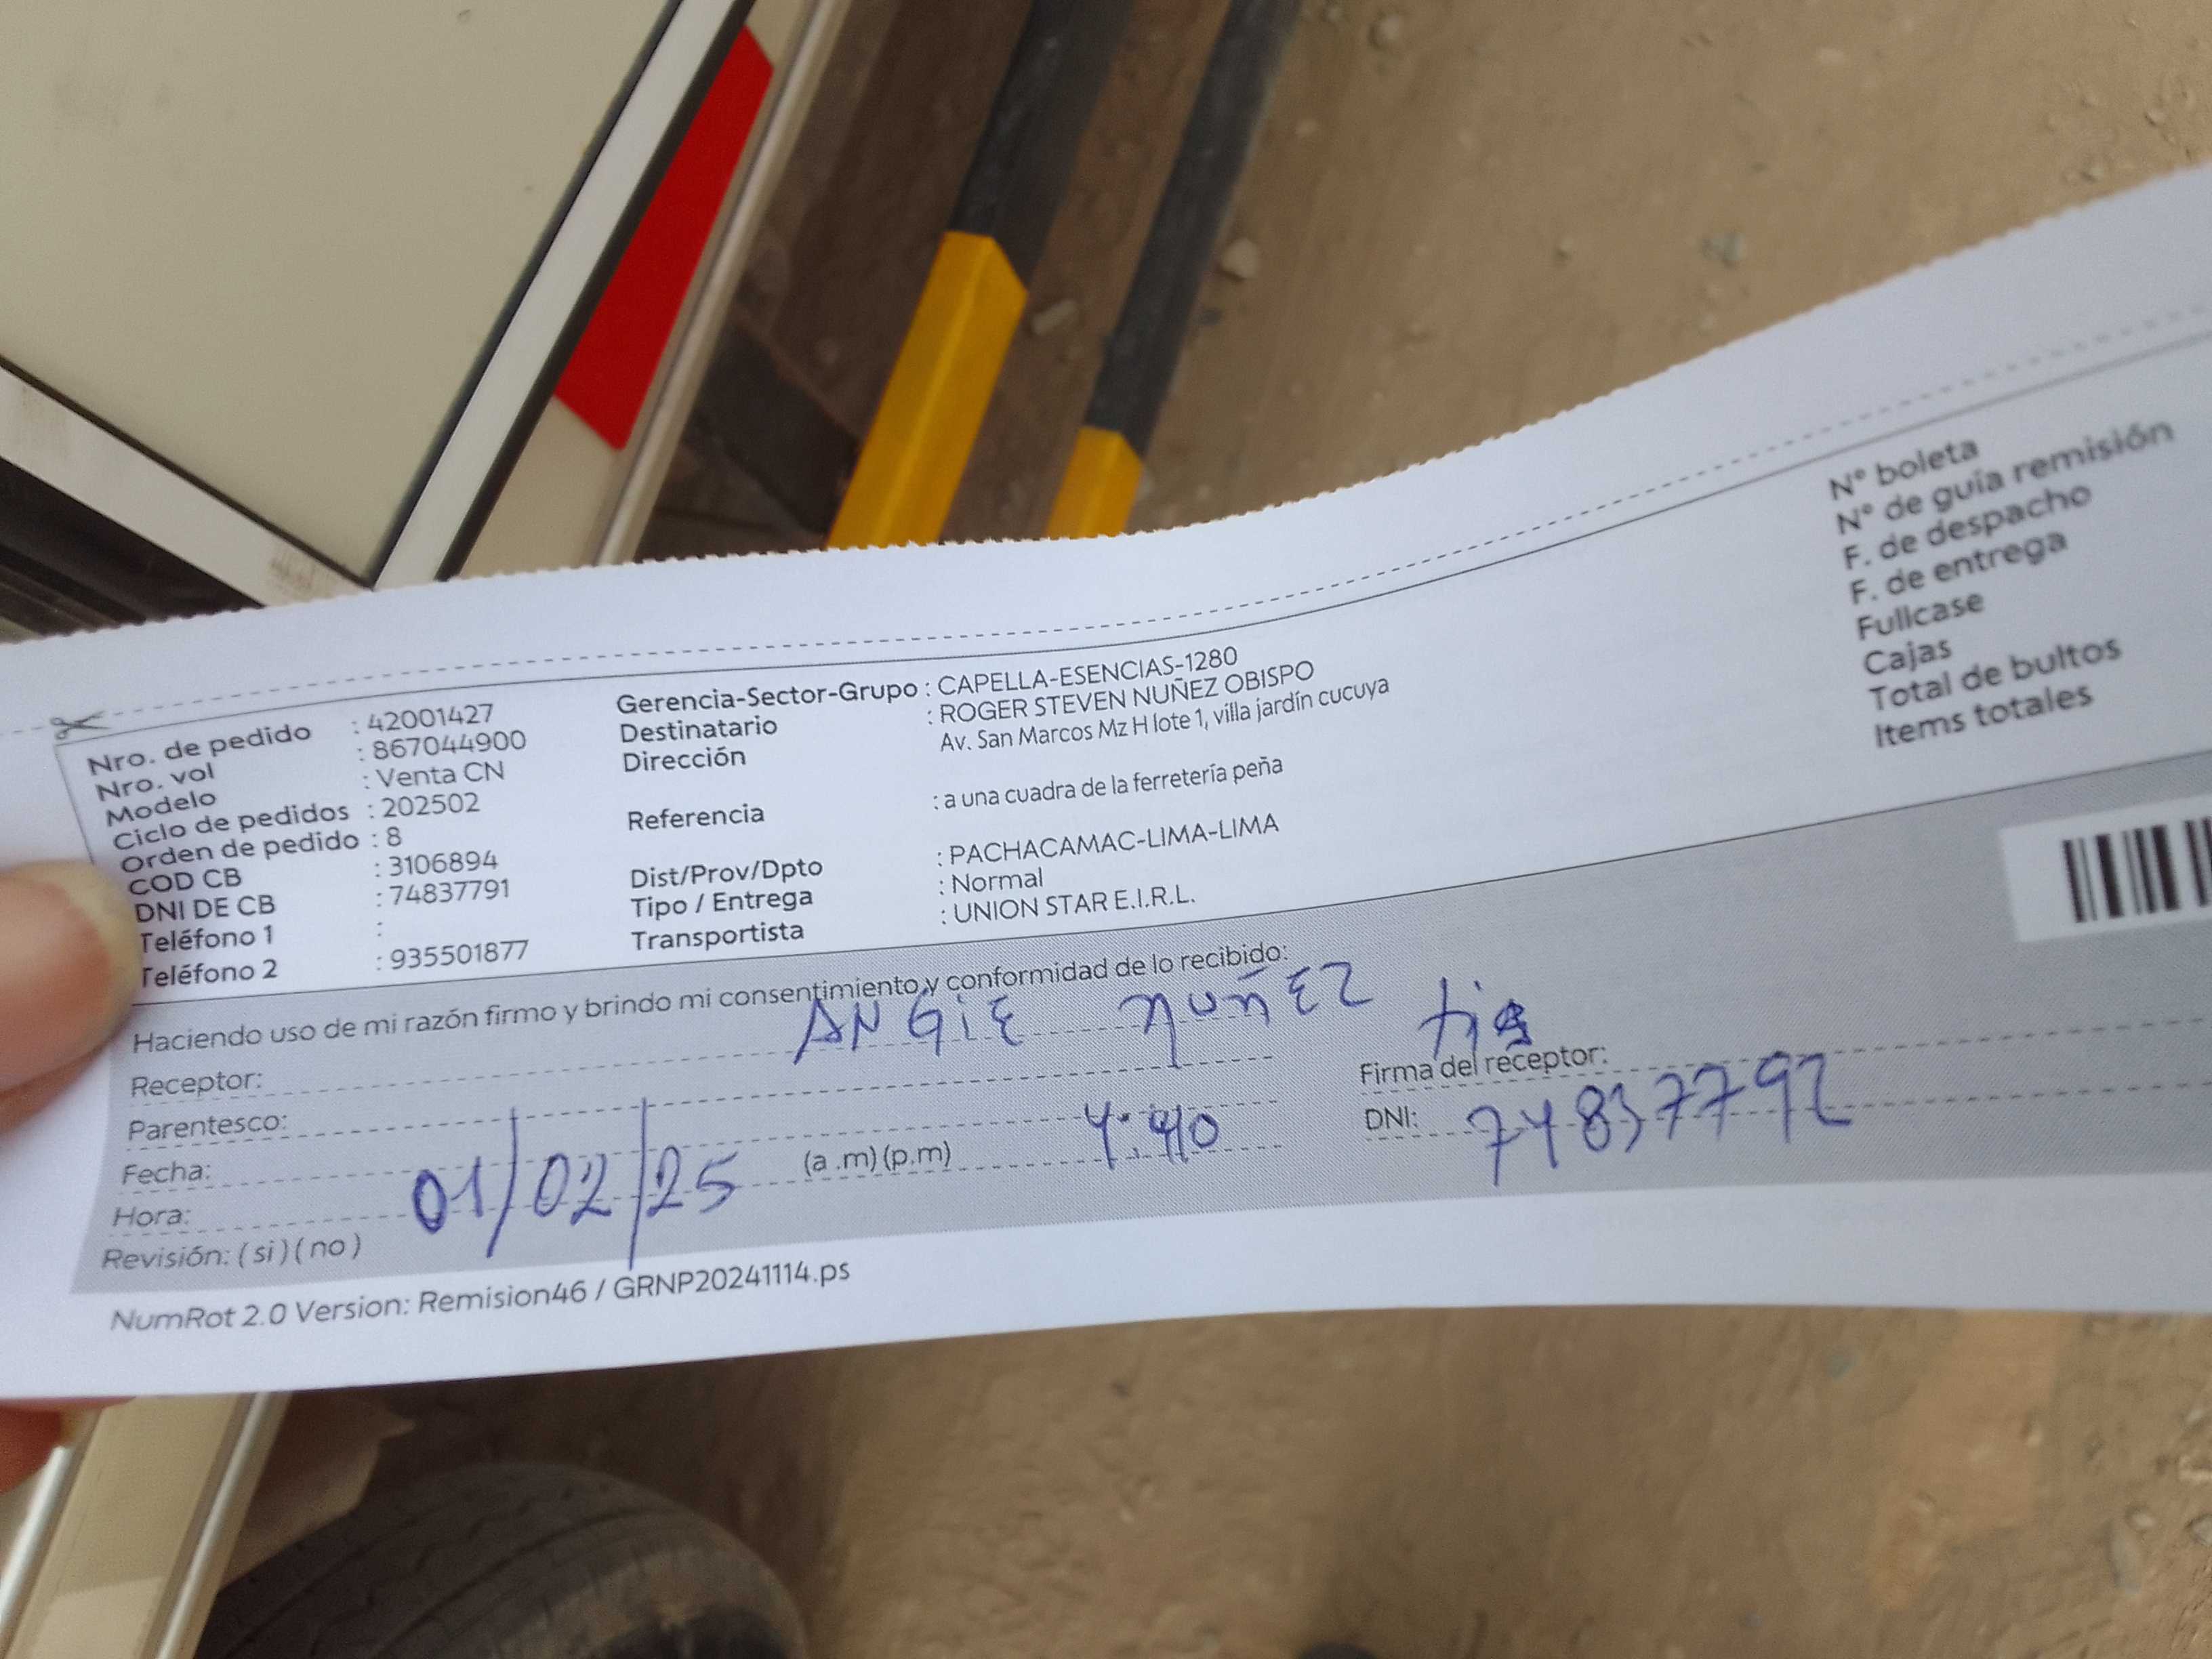 Nro. de pedido : 42001427
Nro. vol : 867044900
Modelo : Venta CN
Ciclo de pedidos : 202502
Orden de pedido : 8
COD CB : 3106894
DNI DE CB : 74837791
Teléfono 1 :
Teléfono 2 : 935501877
Gerencia-Sector-Grupo : CAPELLA-ESENCIAS-1280
Destinatario : ROGER STEVEN NUÑEZ OBISPO
Dirección Av. San Marcos Mz H lote 1, villa jardín cucuya
Referencia : a una cuadra de la ferretería peña
Dist/Prov/Dpto : PACHACAMAC-LIMA-LIMA
Tipo / Entrega : Normal
Transportista : UNION STAR E.I.R.L.
N° boleta
N° de guía remisión
F. de despacho
F. de entrega
Fullcase
Cajas
Total de bultos
Items totales
Haciendo uso de mi razón firmo y brindo mi consentimiento y conformidad de lo recibido:
Receptor: ANGIE NUÑEZ
Parentesco: tia
Fecha: 01/02/25
Hora: (a .m) (p.m) 4:40
Revisión: ( si ) ( no )
Firma del receptor:
DNI: 74837792
NumRot 2.0 Version: Remision46 / GRNP20241114.ps